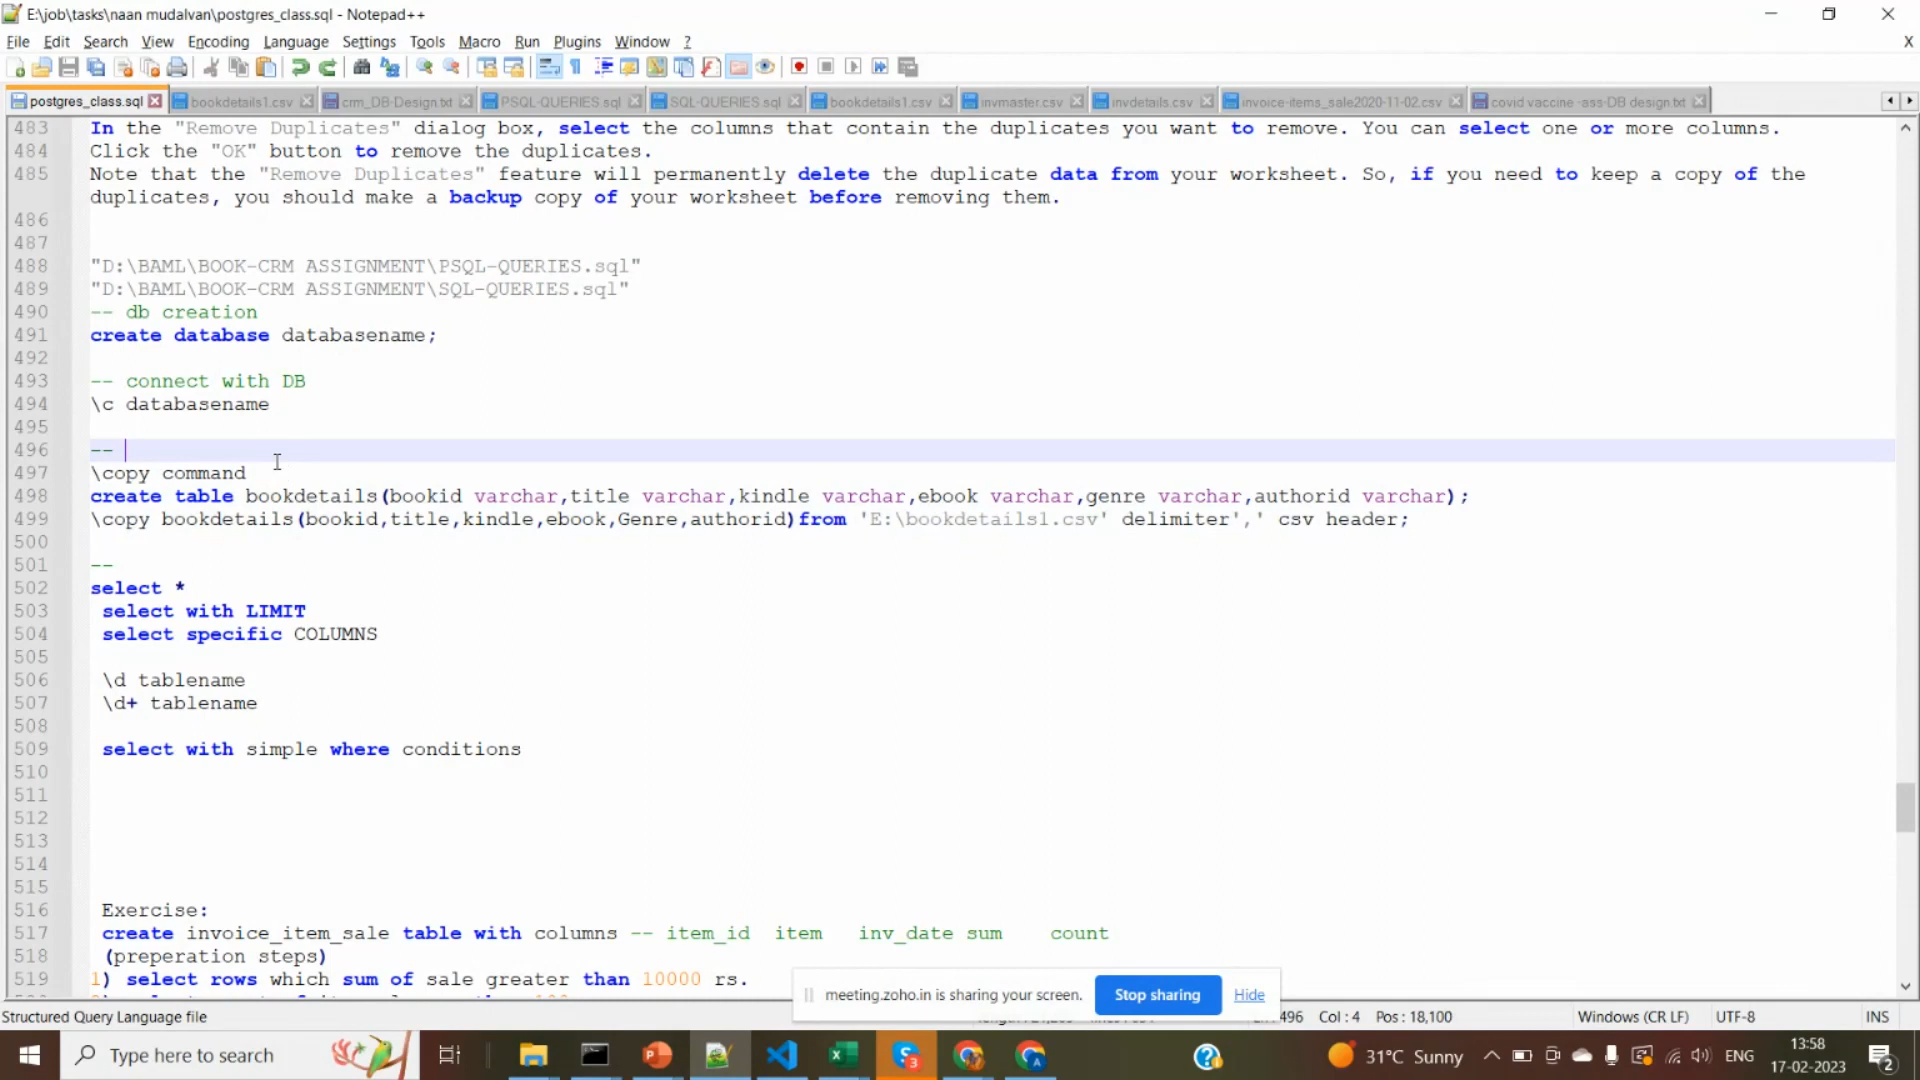 E:\job\tasks\naan mudalvan\postgres_class.sql - Notepad++
File Edit Search View Encoding Language Settings Tools Macro Run Plugins Window ? X
postgres_class.sql bookdetails1.csv crm_DB-Design.txt PSQL-QUERIES.sql SQL-QUERIES.sql bookdetails1.csv invmaster.csv invdetails.csv invoice-items_sale2020-11-02.csv covid vaccine -ass-DB design.txt
483 In the "Remove Duplicates" dialog box, select the columns that contain the duplicates you want to remove. You can select one or more columns.
484 Click the "OK" button to remove the duplicates.
485 Note that the "Remove Duplicates" feature will permanently delete the duplicate data from your worksheet. So, if you need to keep a copy of the
duplicates, you should make a backup copy of your worksheet before removing them.
486
487
488 "D:\BAML\BOOK-CRM ASSIGNMENT\PSQL-QUERIES.sql"
489 "D:\BAML\BOOK-CRM ASSIGNMENT\SQL-QUERIES.sql"
490 -- db creation
491 create database databasename;
492
493 -- connect with DB
494 \c databasename
495
496 --
497 \copy command
498 create table bookdetails(bookid varchar,title varchar,kindle varchar,ebook varchar,genre varchar,authorid varchar);
499 \copy bookdetails(bookid,title,kindle,ebook,Genre,authorid)from 'E:\bookdetails1.csv' delimiter',' csv header;
500
501 --
502 select *
503 select with LIMIT
504 select specific COLUMNS
505
506 \d tablename
507 \d+ tablename
508
509 select with simple where conditions
510
511
512
513
514
515
516 Exercise:
517 create invoice_item_sale table with columns -- item_id item inv_date sum count
518 (preperation steps)
519 1) select rows which sum of sale greater than 10000 rs.
meeting.zoho.in is sharing your screen. Stop sharing Hide
Structured Query Language file 496 Col : 4 Pos : 18,100 Windows (CR LF) UTF-8 INS
Type here to search 31°C Sunny ENG 13:58
17-02-2023 2